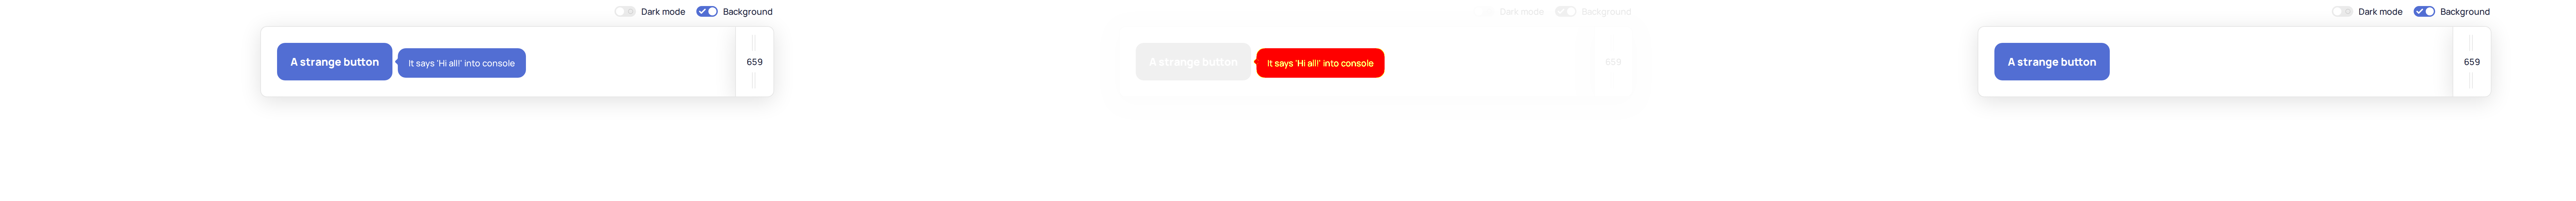 Dark mode Background
A strange button It says 'Hi all!' into console 659
Dark mode Background
A strange button It says 'Hi all!' into console 659
Dark mode Background
A strange button 659